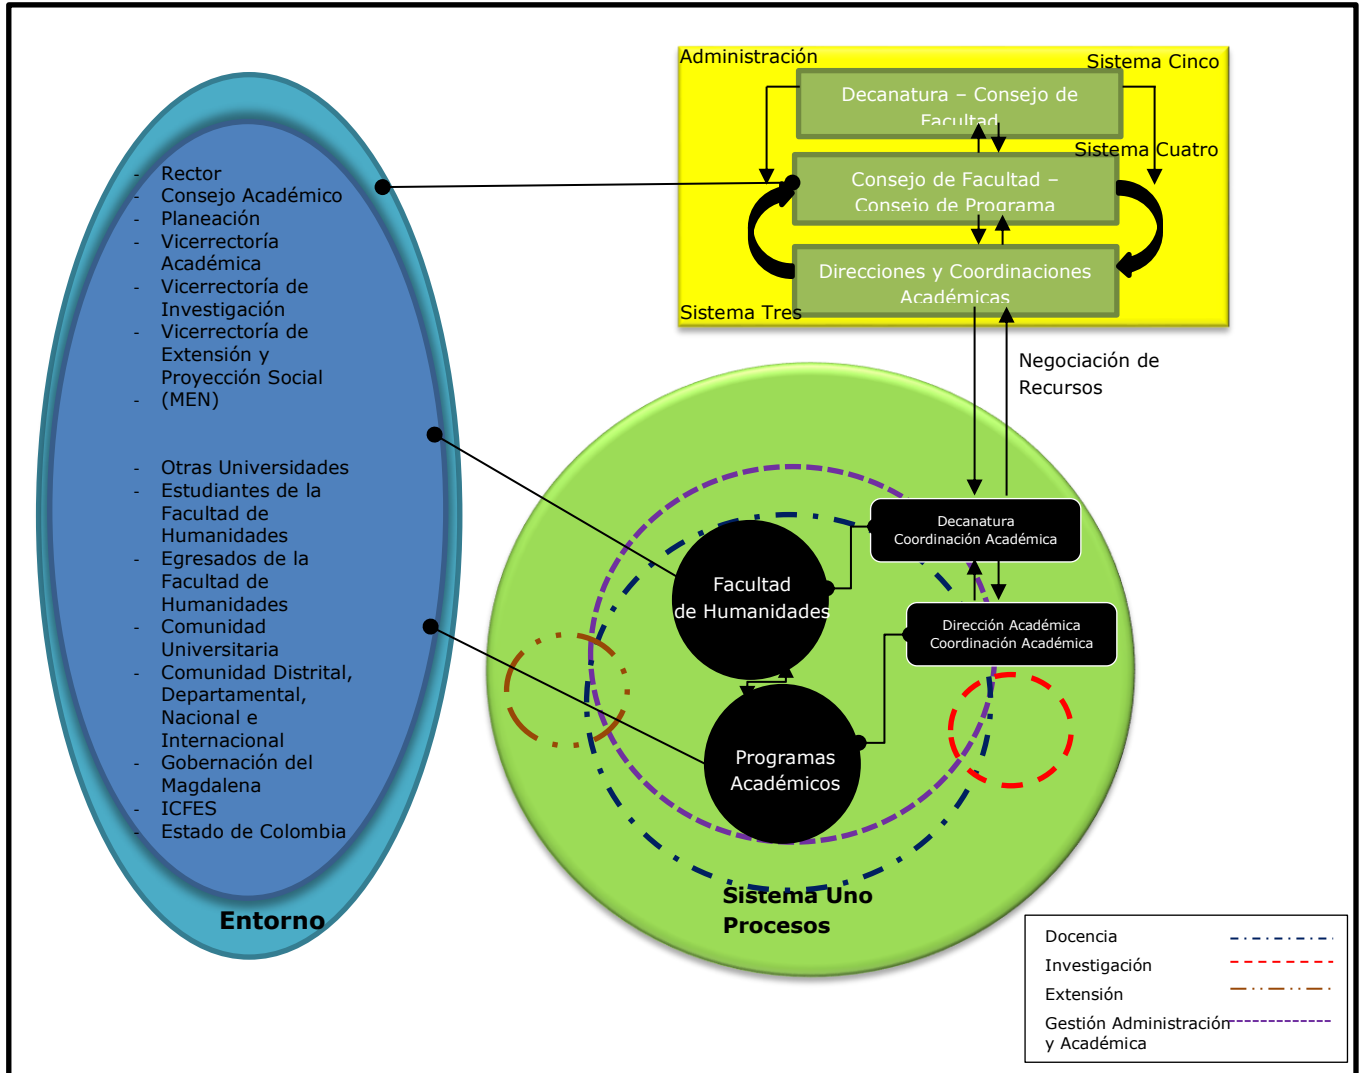 Administración
Sistema Cinco
Decanatura – Consejo de
Facultad
Sistema Cuatro
Consejo de Facultad –
Consejo de Programa
Direcciones y Coordinaciones
Académicas
Sistema Tres
Negociación de
Recursos
- Rector
- Consejo Académico
- Planeación
- Vicerrectoría
Académica
- Vicerrectoría de
Investigación
- Vicerrectoría de
Extensión y
Proyección Social
- (MEN)
- Otras Universidades
- Estudiantes de la
Facultad de
Humanidades
- Egresados de la
Facultad de
Humanidades
- Comunidad
Universitaria
- Comunidad Distrital,
Departamental,
Nacional e
Internacional
- Gobernación del
Magdalena
- ICFES
- Estado de Colombia
Entorno
Decanatura
Coordinación Académica
Facultad
de Humanidades
Dirección Académica
Coordinación Académica
Programas
Académicos
Sistema Uno
Procesos
Docencia
Investigación
Extensión
Gestión Administración
y Académica